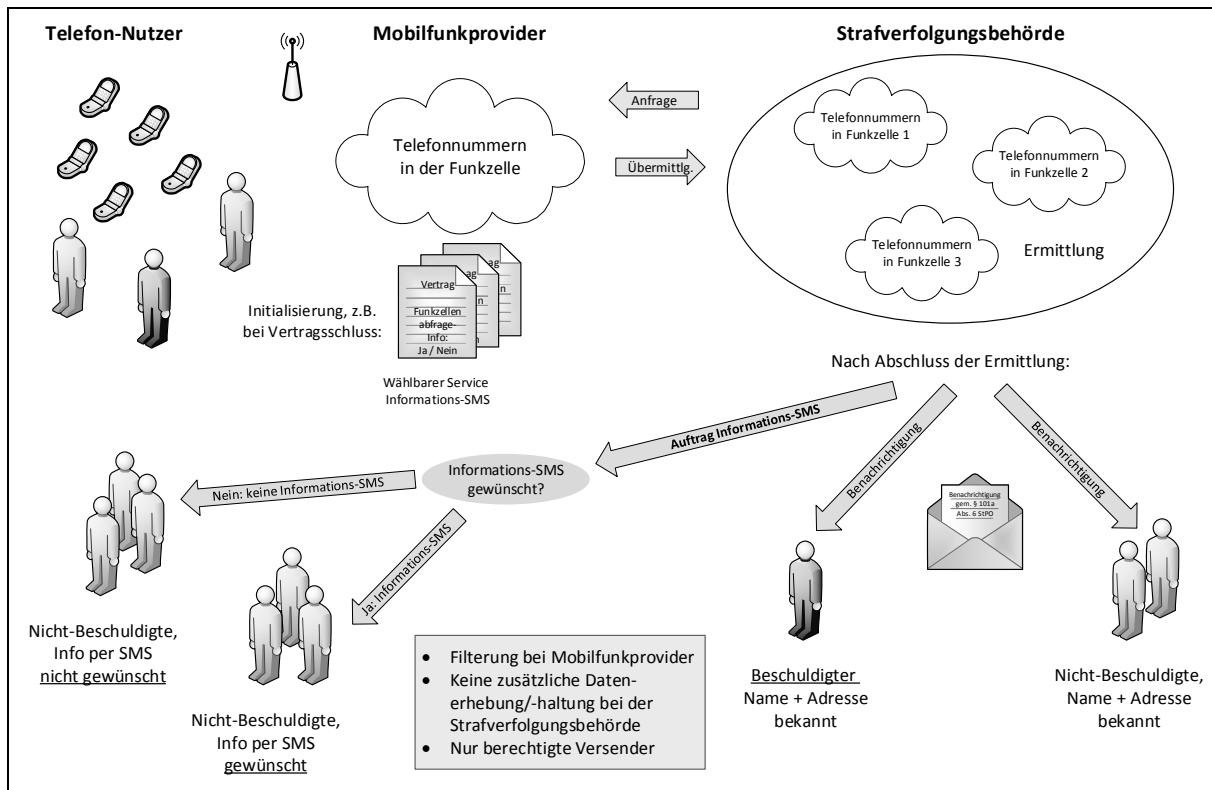 Telefon-Nutzer
Mobilfunkprovider
Strafverfolgungsbehörde
Anfrage
Übermittlg.
Telefonnummern
in der Funkzelle
Telefonnummern
in Funkzelle 1
Telefonnummern
in Funkzelle 2
Telefonnummern
in Funkzelle 3
Ermittlung
Initialisierung, z.B.
bei Vertragsschluss:
Vertrag
Funkzellen
abfrage-
Info:
Ja / Nein
Wählbarer Service
Informations-SMS
Nach Abschluss der Ermittlung:
Auftrag Informations-SMS
Benachrichtigung
Benachrichtigung
Informations-SMS
gewünscht?
Nein: keine Informations-SMS
Ja: Informations-SMS
Benachrichtigung
gem. § 101a
Abs. 6 StPO
Nicht-Beschuldigte,
Info per SMS
nicht gewünscht
Nicht-Beschuldigte,
Info per SMS
gewünscht
• Filterung bei Mobilfunkprovider
• Keine zusätzliche Daten-
erhebung/-haltung bei der
Strafverfolgungsbehörde
• Nur berechtigte Versender
Beschuldigter
Name + Adresse
bekannt
Nicht-Beschuldigte,
Name + Adresse
bekannt